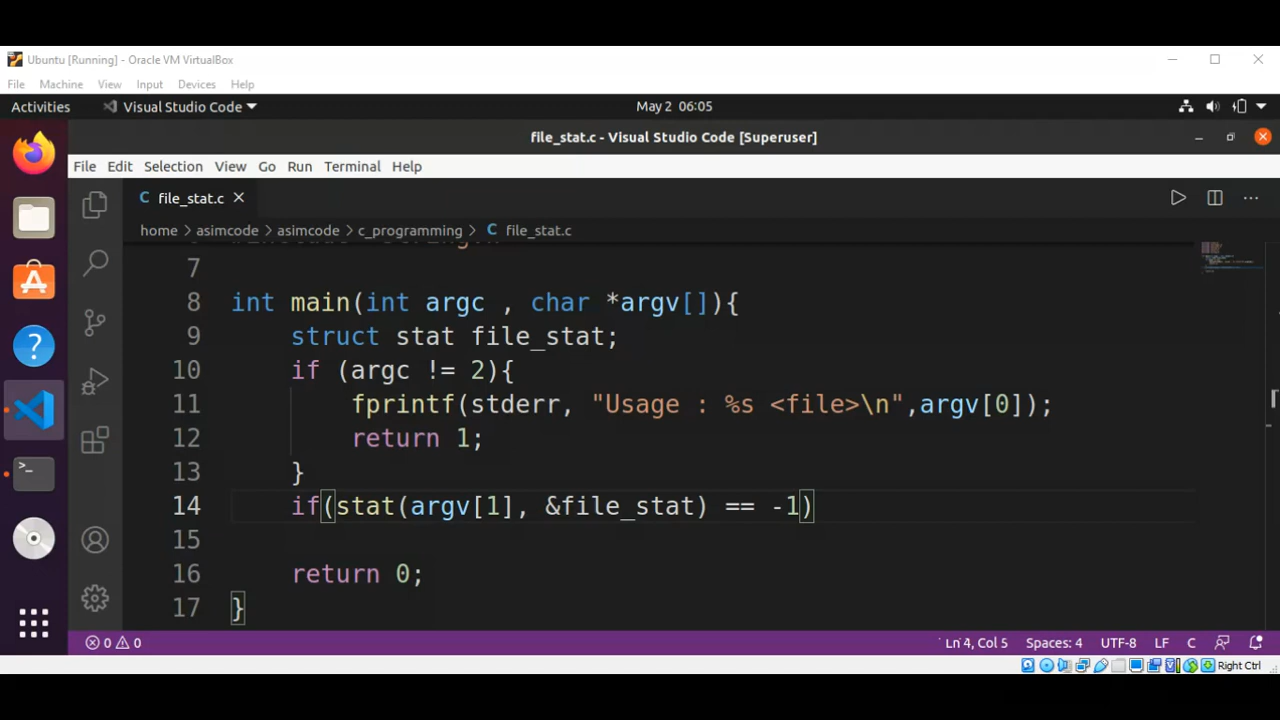 Ubuntu [Running] - Oracle VM VirtualBox
File Machine View Input Devices Help
Activities Visual Studio Code May 2 06:05
file_stat.c - Visual Studio Code [Superuser]
File Edit Selection View Go Run Terminal Help
C file_stat.c
home > asimcode > asimcode > c_programming > C file_stat.c
7
8 int main(int argc , char *argv[]){
9 struct stat file_stat;
10 if (argc != 2){
11 fprintf(stderr, "Usage : %s <file>\n",argv[0]);
12 return 1;
13 }
14 if(stat(argv[1], &file_stat) == -1)
15
16 return 0;
17 }
0 0 Ln 4, Col 5 Spaces: 4 UTF-8 LF C
Right Ctrl